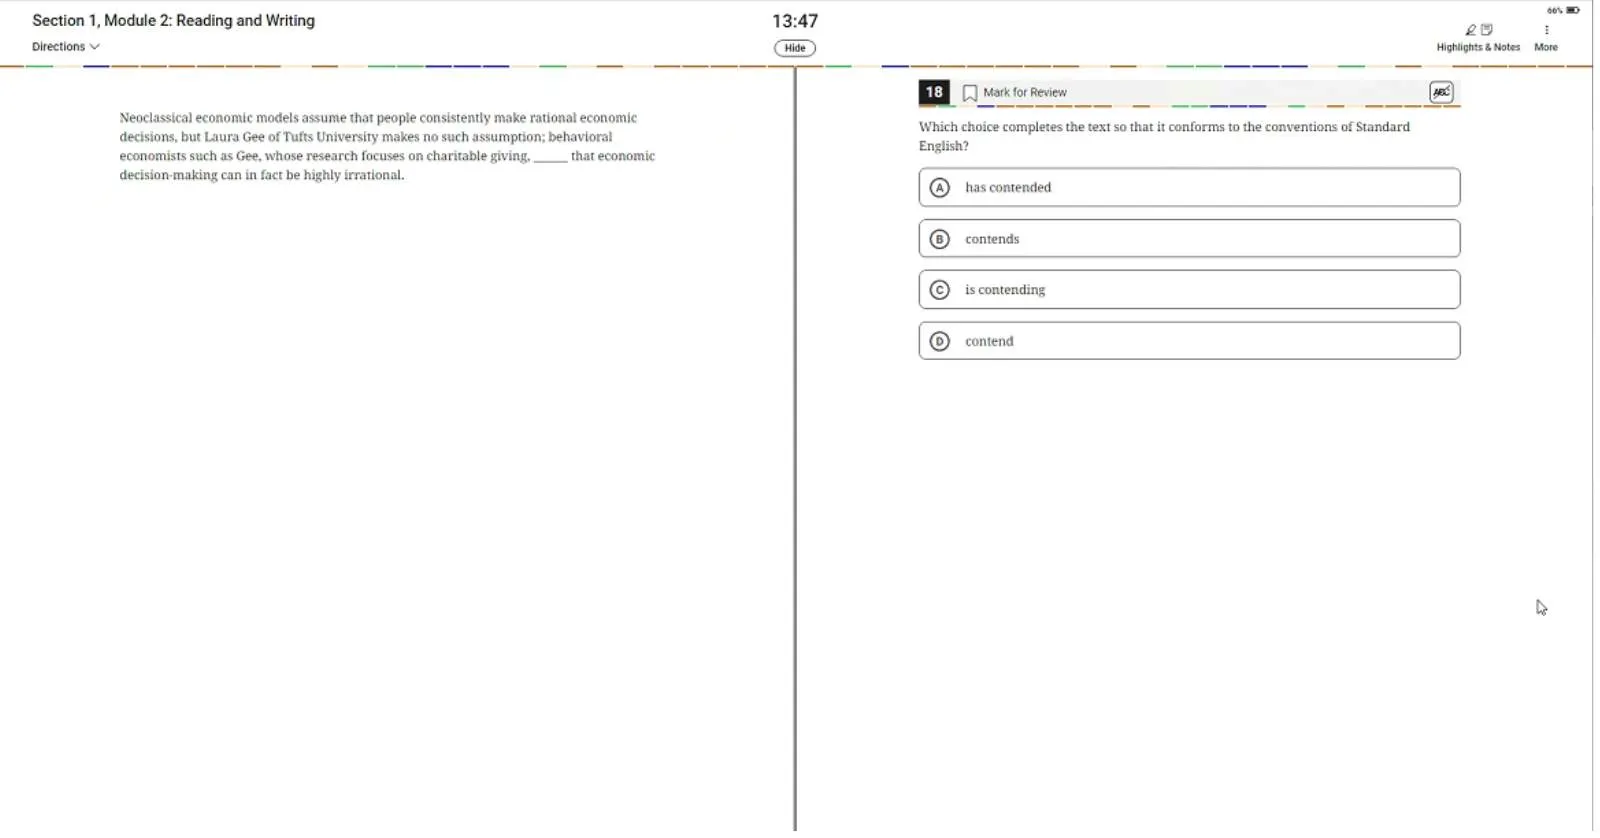 Section 1, Module 2: Reading and Writing
Directions
13:47
Hide
66%
Highlights & Notes
More
Neoclassical economic models assume that people consistently make rational economic
decisions, but Laura Gee of Tufts University makes no such assumption; behavioral
economists such as Gee, whose research focuses on charitable giving, ______ that economic
decision-making can in fact be highly irrational.
18
Mark for Review
ABC
Which choice completes the text so that it conforms to the conventions of Standard
English?
A has contended
B contends
C is contending
D contend